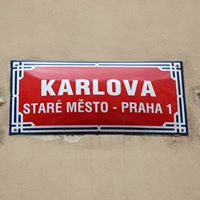 KARLOVA
STARÉ MĚSTO - PRAHA 1